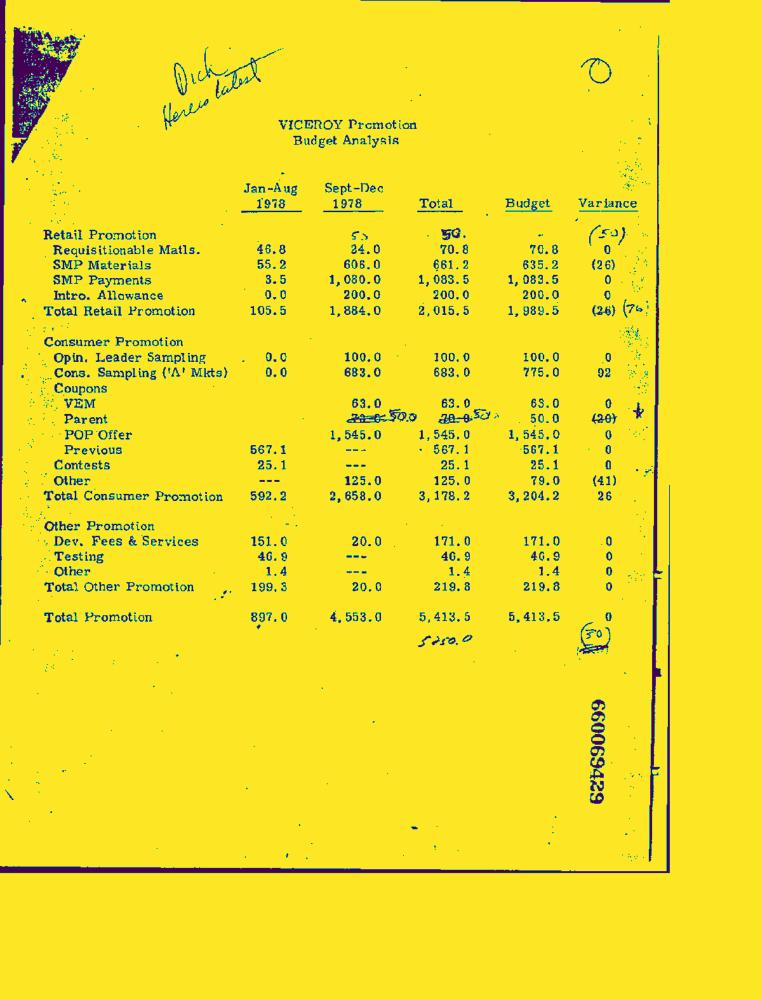 Dick
Here's latest
VICEROY Promotion
Budget Analysis
Jan-Aug Sept-Dec
1978 1978 Total Budget Variance
Retail Promotion 50. (50)
Requisitionable Matls. 46.8 24.0 70.8 70.8 0
SMP Materials 55.2 606.0 661.2 635.2 (26)
SMP Payments 3.5 1,080.0 1,083.5 1,083.5 0
Intro. Allowance 0.0 200.0 200.0 200.0 0
Total Retail Promotion 105.5 1,884.0 2,015.5 1,989.5 (26) (76)
Consumer Promotion
Opin. Leader Sampling 0.0 100.0 100.0 100.0 0
Cons. Sampling ('A' Mkts) 0.0 683.0 683.0 775.0 92
Coupons
VEM 63.0 63.0 63.0 0
Parent 50.0 50.0 (20)
POP Offer 1,545.0 1,545.0 1,545.0 0
Previous 567.1 --- 567.1 567.1 0
Contests 25.1 --- 25.1 25.1 0
Other --- 125.0 125.0 79.0 (41)
Total Consumer Promotion 592.2 2,658.0 3,178.2 3,204.2 26
Other Promotion
Dev. Fees & Services 151.0 20.0 171.0 171.0 0
Testing 46.9 --- 46.9 46.9 0
Other 1.4 --- 1.4 1.4 0
Total Other Promotion 199.3 20.0 219.8 219.8 0
Total Promotion 897.0 4,553.0 5,413.5 5,413.5 0
(50)
660069429